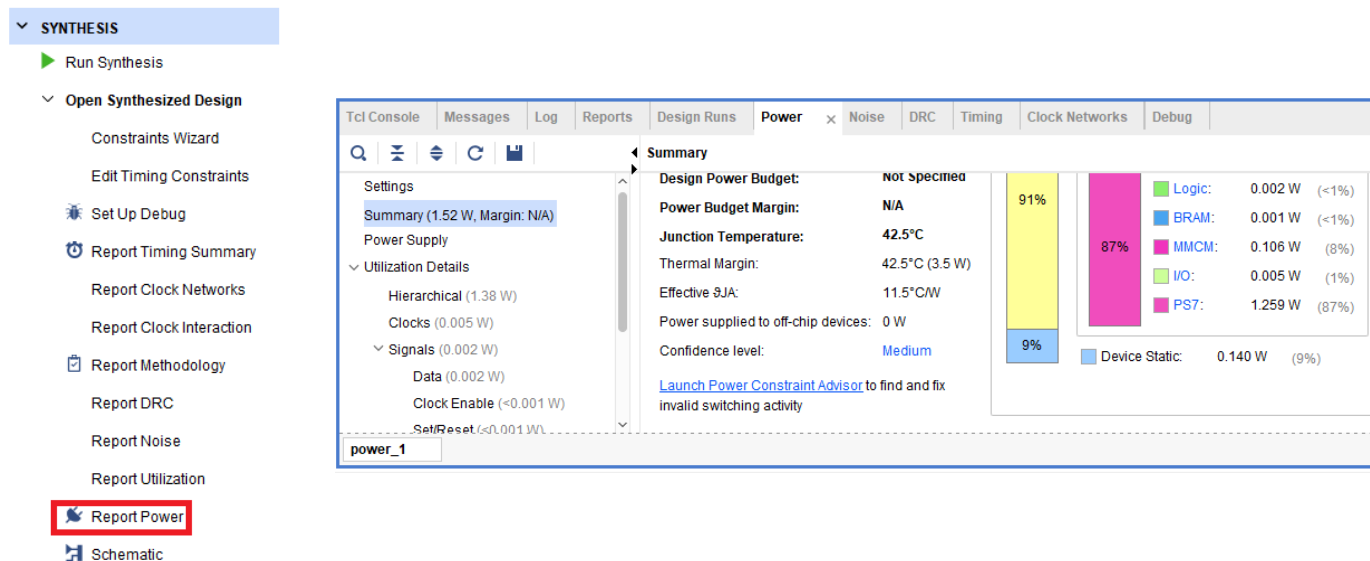 SYNTHESIS
Run Synthesis
Open Synthesized Design
Constraints Wizard
Edit Timing Constraints
Set Up Debug
Report Timing Summary
Report Clock Networks
Report Clock Interaction
Report Methodology
Report DRC
Report Noise
Report Utilization
Report Power
Schematic
Tcl Console Messages Log Reports Design Runs Power × Noise DRC Timing Clock Networks Debug
Summary
Settings
Summary (1.52 W, Margin: N/A)
Power Supply
Utilization Details
Hierarchical (1.38 W)
Clocks (0.005 W)
Signals (0.002 W)
Data (0.002 W)
Clock Enable (<0.001 W)
Set/Reset (<0.001 W)
Design Power Budget: Not Specified
Power Budget Margin: N/A
Junction Temperature: 42.5°C
Thermal Margin: 42.5°C (3.5 W)
Effective ϑJA: 11.5°C/W
Power supplied to off-chip devices: 0 W
Confidence level: Medium
Launch Power Constraint Advisor to find and fix
invalid switching activity
91%
9%
87%
Logic: 0.002 W (<1%)
BRAM: 0.001 W (<1%)
MMCM: 0.106 W (8%)
I/O: 0.005 W (1%)
PS7: 1.259 W (87%)
Device Static: 0.140 W (9%)
power_1